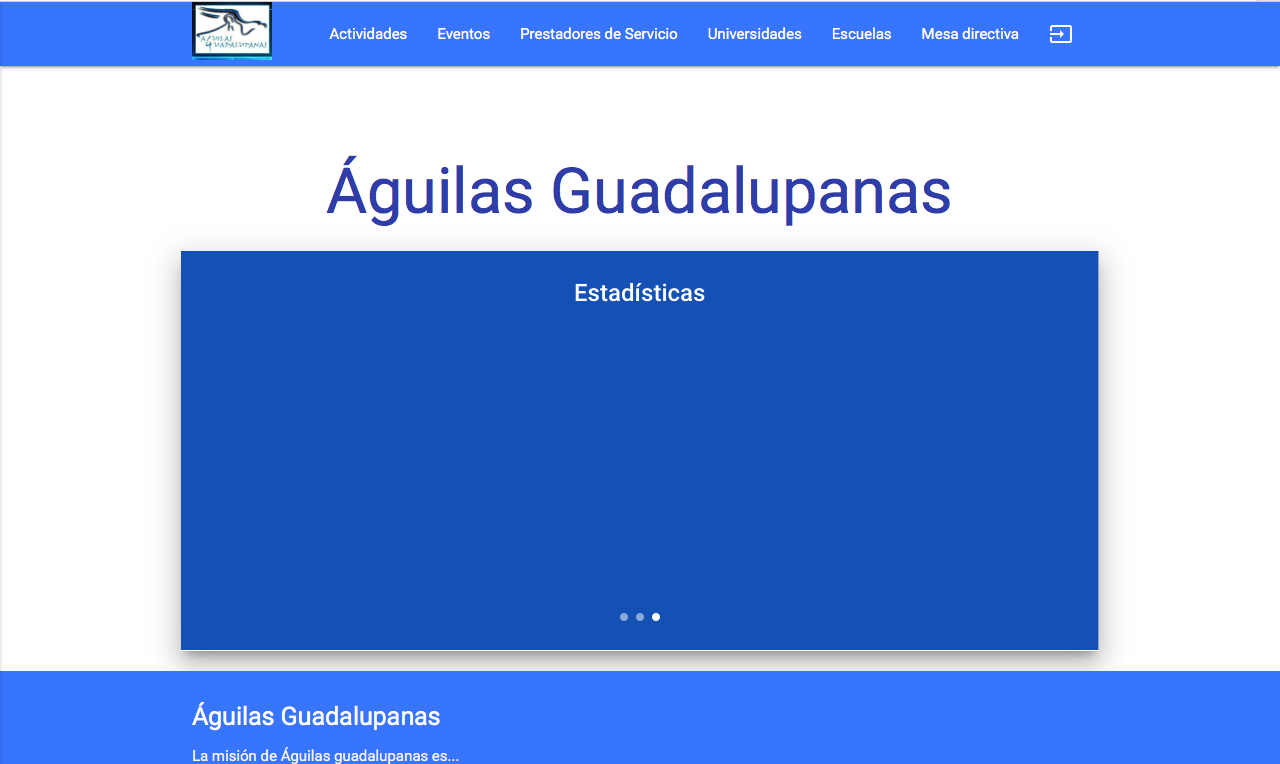 AGUILAS
GUADALUPANAS
Actividades Eventos Prestadores de Servicio Universidades Escuelas Mesa directiva
Águilas Guadalupanas
Estadísticas
Águilas Guadalupanas
La misión de Águilas guadalupanas es...